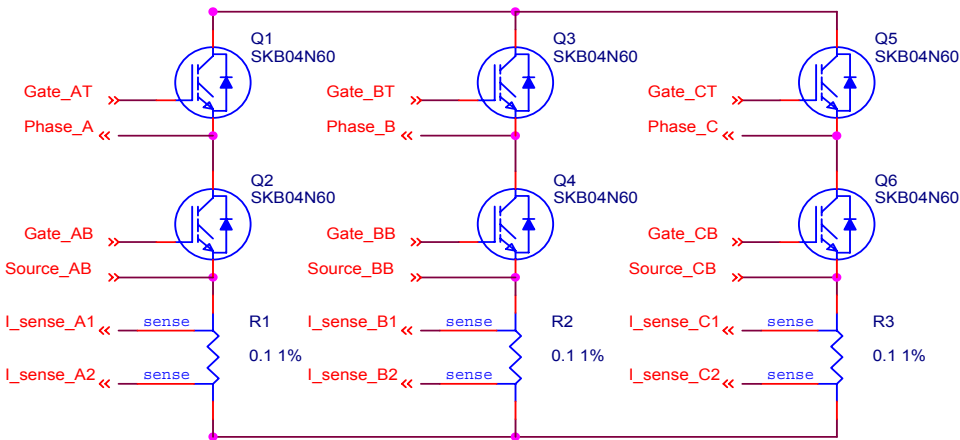 Q1
SKB04N60
Q3
SKB04N60
Q5
SKB04N60
Gate_AT
Gate_BT
Gate_CT
Phase_A
Phase_B
Phase_C
Q2
SKB04N60
Q4
SKB04N60
Q6
SKB04N60
Gate_AB
Gate_BB
Gate_CB
Source_AB
Source_BB
Source_CB
I_sense_A1
sense
R1
I_sense_B1
sense
R2
I_sense_C1
sense
R3
0.1 1%
0.1 1%
0.1 1%
I_sense_A2
sense
I_sense_B2
sense
I_sense_C2
sense